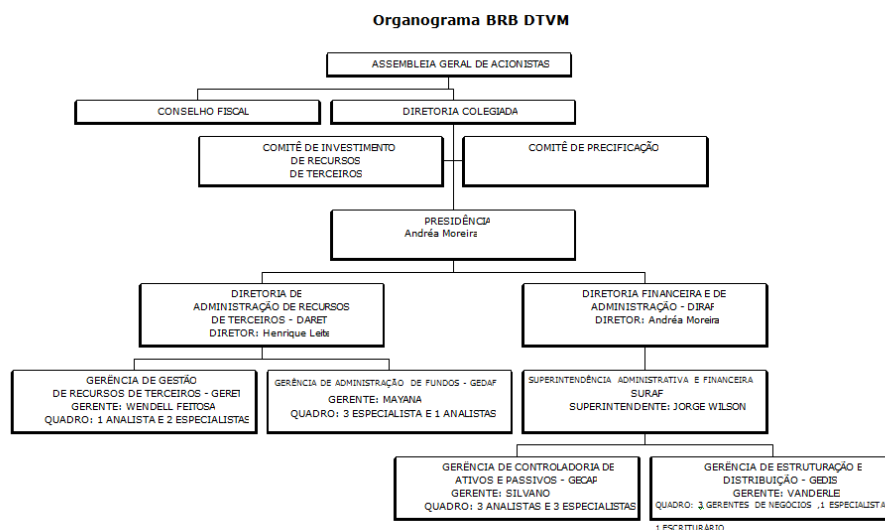 Organograma BRB DTVM
ASSEMBLEIA GERAL DE ACIONISTAS
CONSELHO FISCAL
DIRETORIA COLEGIADA
COMITÊ DE INVESTIMENTO
DE RECURSOS
DE TERCEIROS
COMITÊ DE PRECIFICAÇÃO
PRESIDÊNCIA
Andréa Moreira
DIRETORIA DE
ADMINISTRAÇÃO DE RECURSOS
DE TERCEIROS - DARET
DIRETOR: Henrique Leite
DIRETORIA FINANCEIRA E DE
ADMINISTRAÇÃO - DIRAF
DIRETOR: Andréa Moreira
GERÊNCIA DE GESTÃO
DE RECURSOS DE TERCEIROS - GERET
GERENTE: WENDELL FEITOSA
QUADRO: 1 ANALISTA E 2 ESPECIALISTAS
GERÊNCIA DE ADMINISTRAÇÃO DE FUNDOS - GEDAF
GERENTE: MAYANA
QUADRO: 3 ESPECIALISTA E 1 ANALISTAS
SUPERINTENDÊNCIA ADMINISTRATIVA E FINANCEIRA
SURAF
SUPERINTENDENTE: JORGE WILSON
GERÊNCIA DE CONTROLADORIA DE
ATIVOS E PASSIVOS - GECAP
GERENTE: SILVANO
QUADRO: 3 ANALISTAS E 3 ESPECIALISTAS
GERÊNCIA DE ESTRUTURAÇÃO E
DISTRIBUIÇÃO - GEDIS
GERENTE: VANDERLE
QUADRO: 3, GERENTES DE NEGÓCIOS ,1 ESPECIALISTA
1 ESCRITURÁRIO